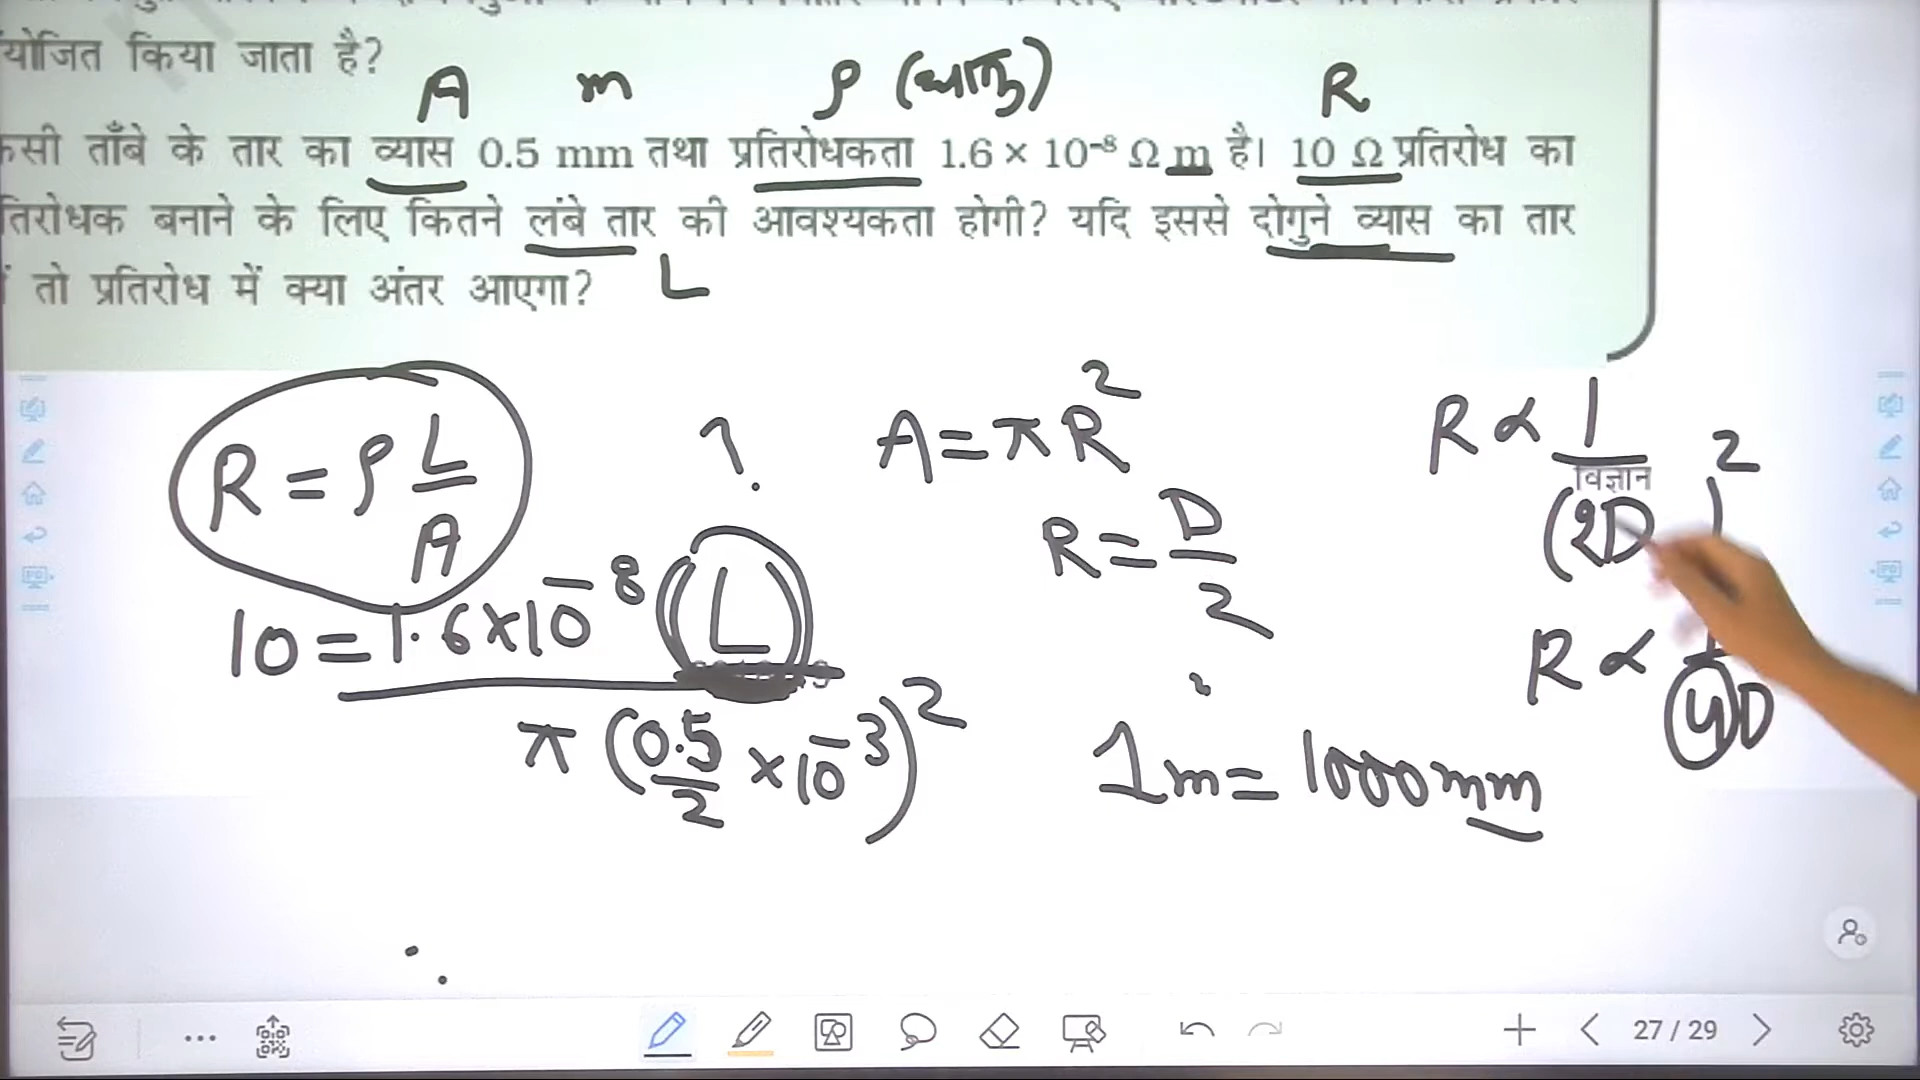 योजित किया जाता है?
A m ρ (धातु) R
कसी ताँबे के तार का व्यास 0.5 mm तथा प्रतिरोधकता 1.6 × 10⁻⁸ Ω m है। 10 Ω प्रतिरोध का
तिरोधक बनाने के लिए कितने लंबे तार की आवश्यकता होगी? यदि इससे दोगुने व्यास का तार
तो प्रतिरोध में क्या अंतर आएगा?
L
R = ρ L/A
?
10 = 1.6×10⁻⁸ (L)
π (0.5/2 × 10⁻³)²
A = π R²
R = D/2
1m = 1000mm
R ∝ 1
विज्ञान
(2D)²
R ∝
4D
27 / 29